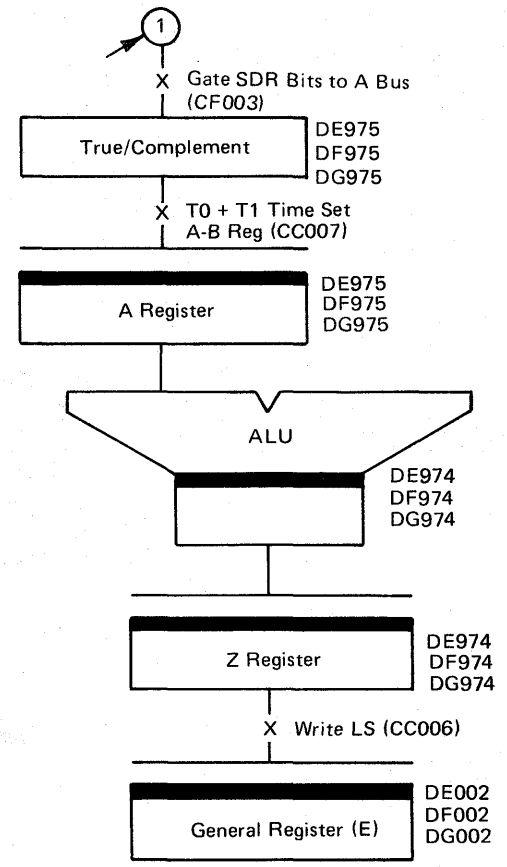 1
Gate SDR Bits to A Bus
(CF003)
True/Complement
DE975
DF975
DG975
T0 + T1 Time Set
A-B Reg (CC007)
A Register
DE975
DF975
DG975
ALU
DE974
DF974
DG974
Z Register
DE974
DF974
DG974
Write LS (CC006)
General Register (E)
DE002
DF002
DG002